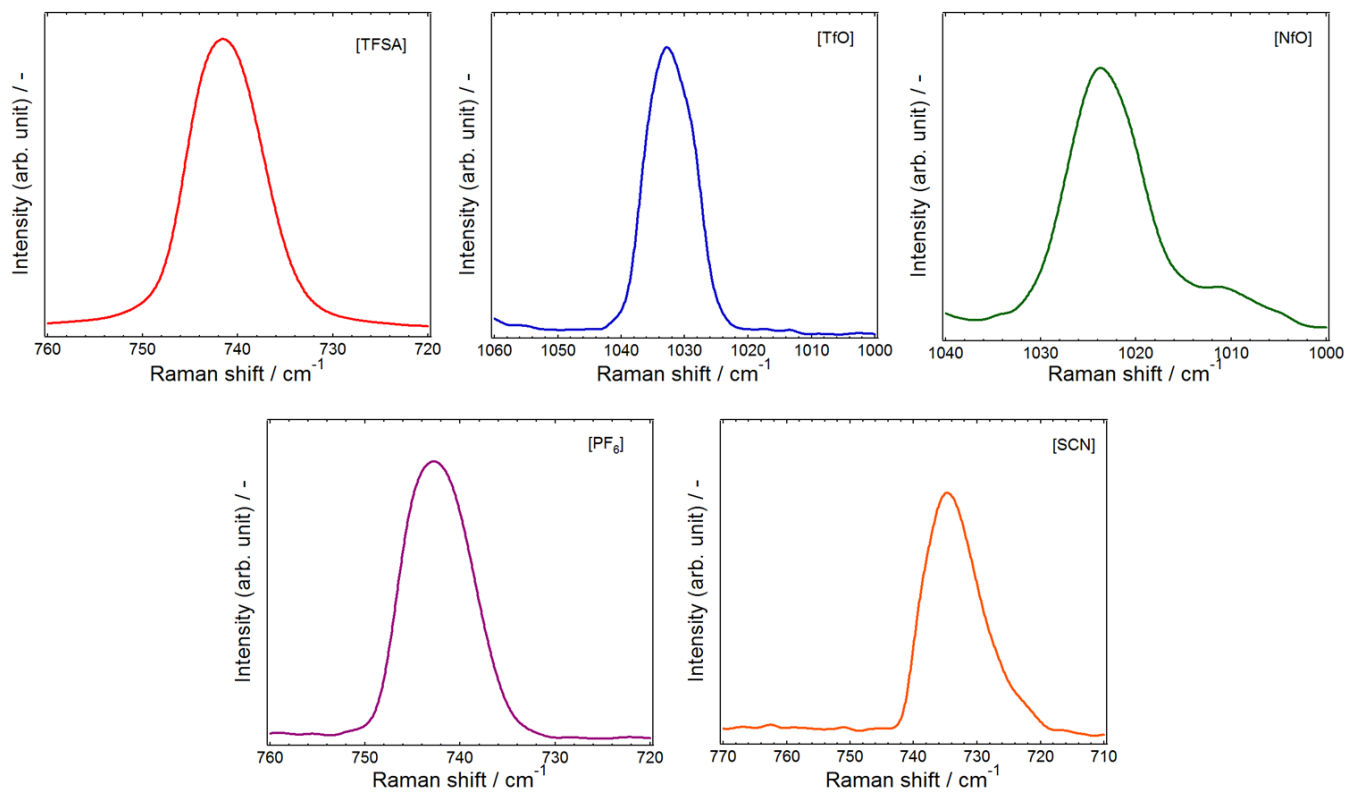 [TFSA]
Intensity (arb. unit) / -
760 750 740 730 720
Raman shift / cm⁻¹
[TfO]
Intensity (arb. unit) / -
1060 1050 1040 1030 1020 1010 1000
Raman shift / cm⁻¹
[NfO]
Intensity (arb. unit) / -
1040 1030 1020 1010 1000
Raman shift / cm⁻¹
[PF₆]
Intensity (arb. unit) / -
760 750 740 730 720
Raman shift / cm⁻¹
[SCN]
Intensity (arb. unit) / -
770 760 750 740 730 720 710
Raman shift / cm⁻¹